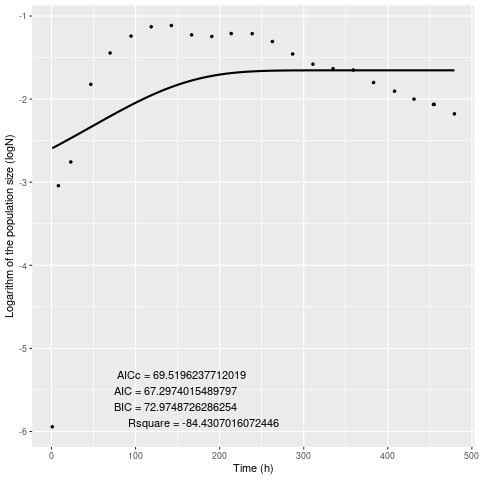 -1
-2
-3
-4
-5
-6
Logarithm of the population size (logN)
AICc = 69.5196237712019
AIC = 67.2974015489797
BIC = 72.9748726286254
Rsquare = -84.4307016072446
0 100 200 300 400 500
Time (h)